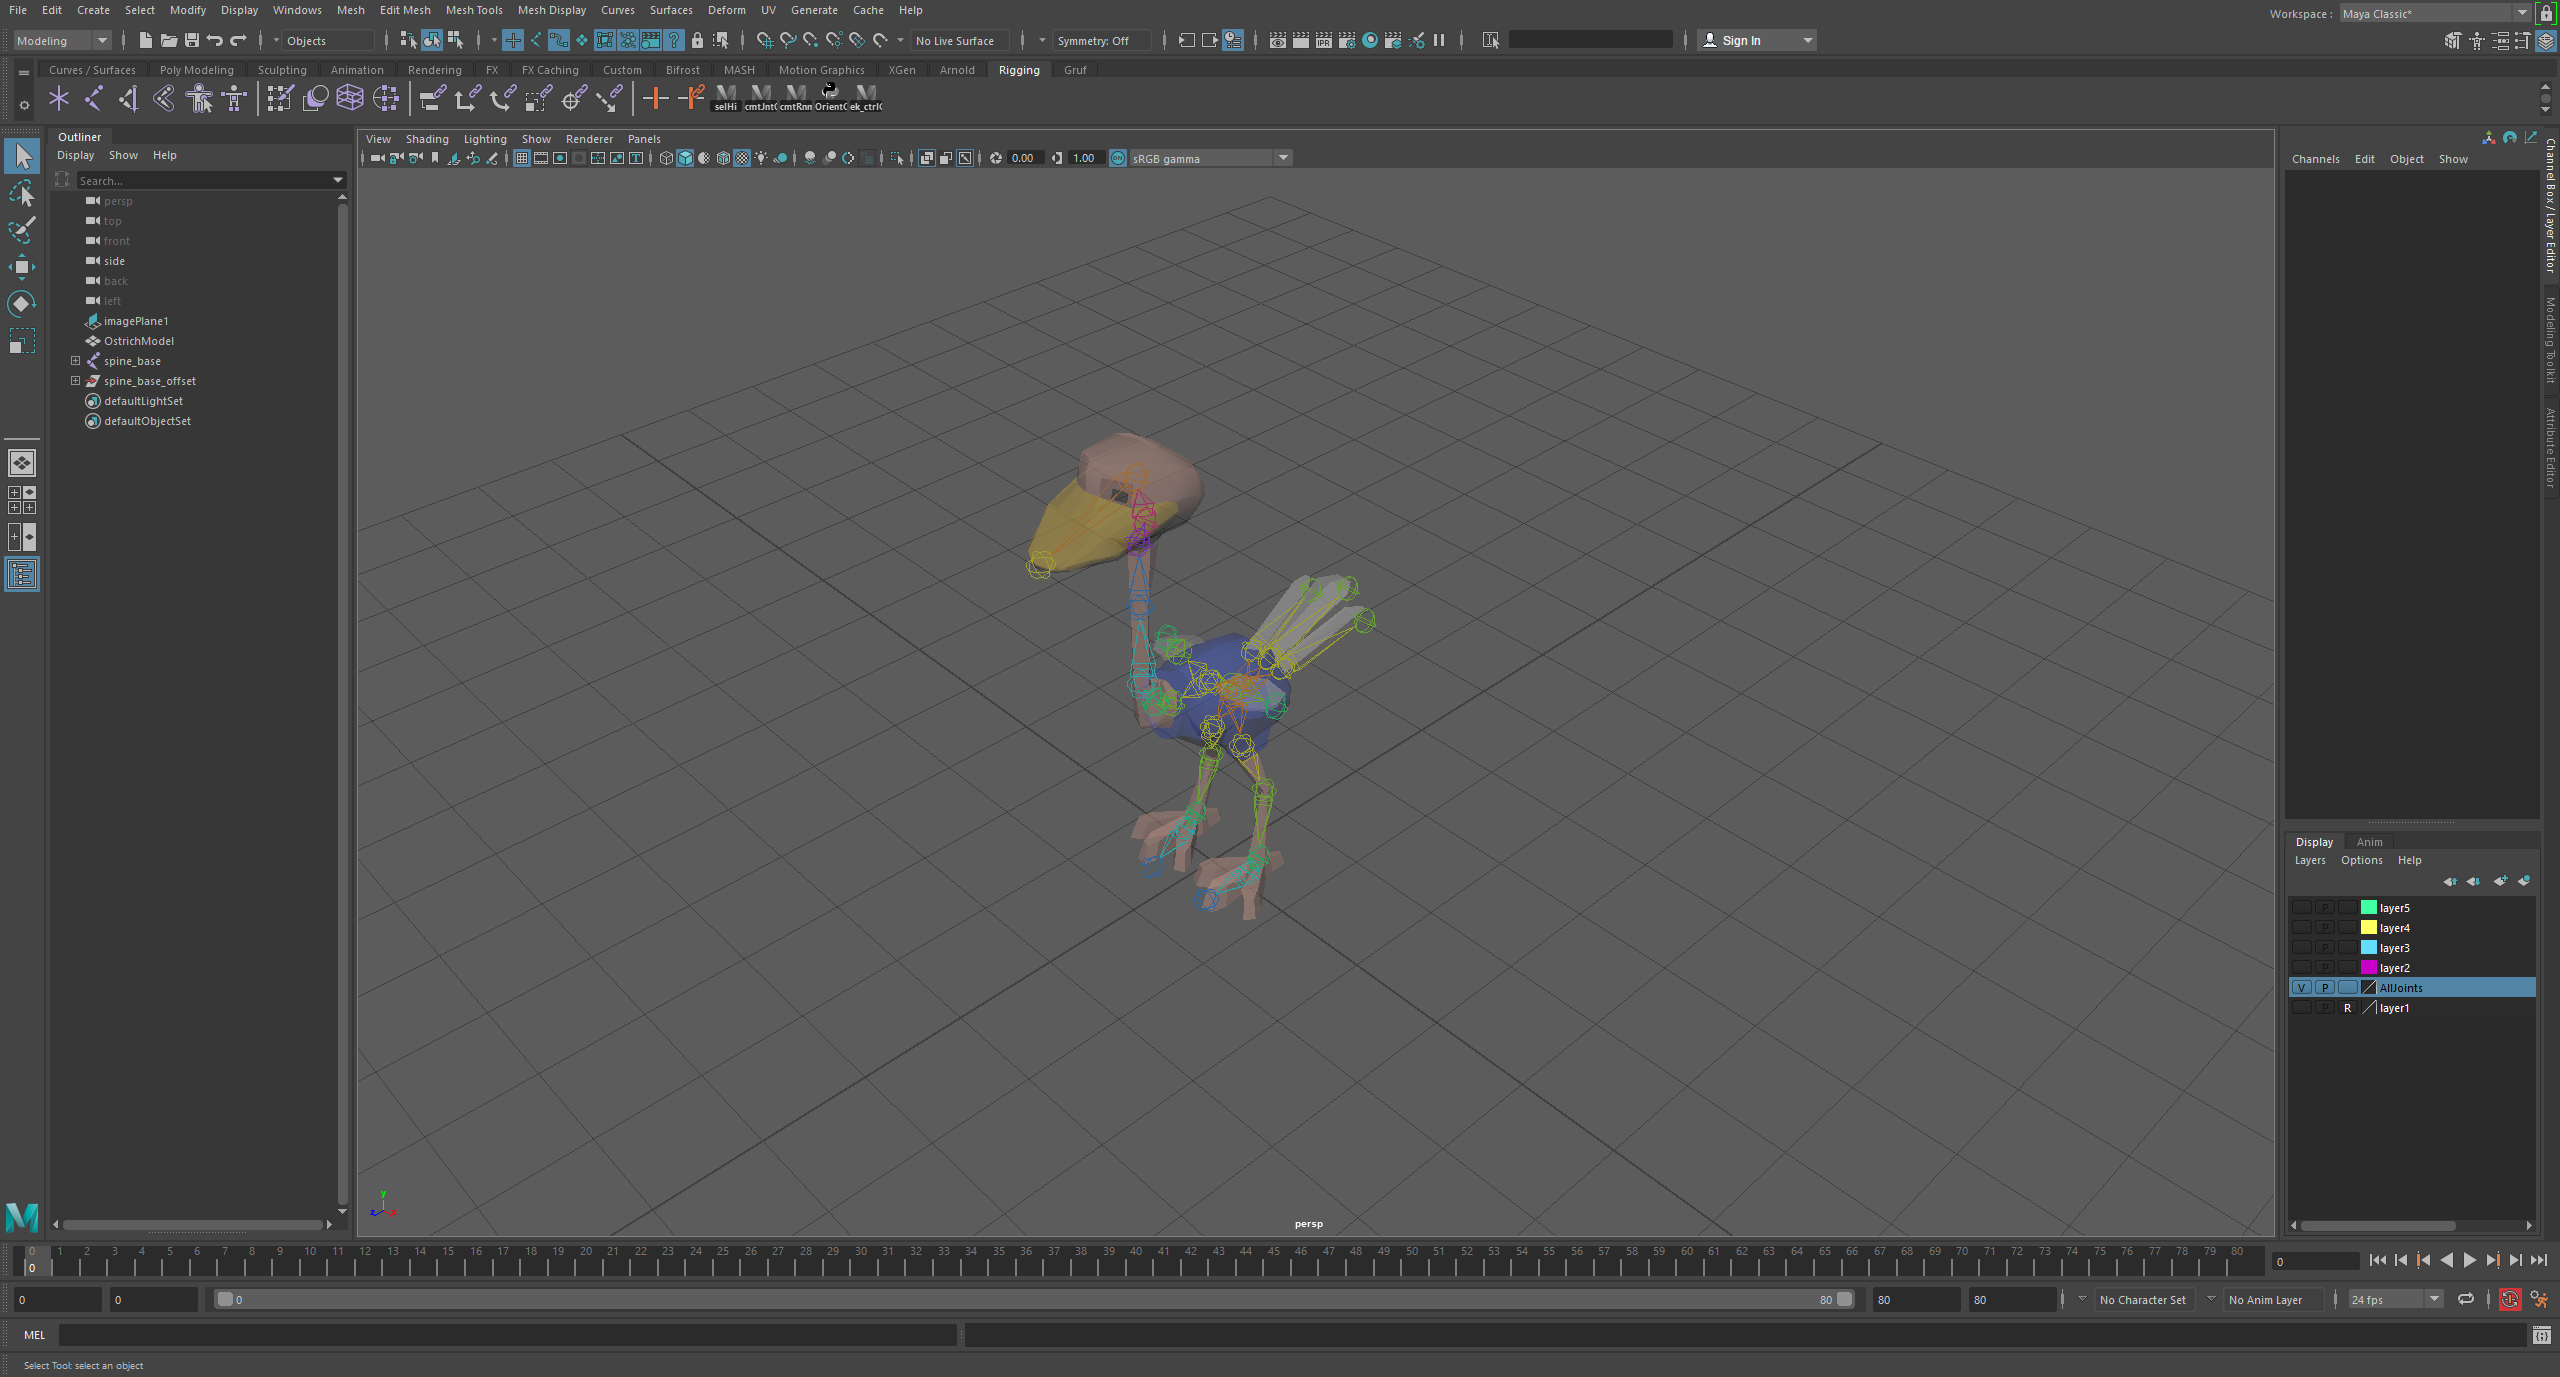 File Edit Create Select Modify Display Windows Mesh Edit Mesh Mesh Tools Mesh Display Curves Surfaces Deform UV Generate Cache Help
Workspace : Maya Classic*
Modeling Objects No Live Surface Symmetry: Off IPR Sign In
Curves / Surfaces Poly Modeling Sculpting Animation Rendering FX FX Caching Custom Bifrost MASH Motion Graphics XGen Arnold Rigging Gruf
selHi cmtJnt cmtRnn Orient ek_ctrl
Outliner
Display Show Help
Search...
persp
top
front
side
back
left
imagePlane1
OstrichModel
spine_base
spine_base_offset
defaultLightSet
defaultObjectSet
View Shading Lighting Show Renderer Panels
0.00 1.00 ON sRGB gamma
y
z x
persp
Channels Edit Object Show
Channel Box / Layer Editor
Modeling Toolkit
Attribute Editor
Display Anim
Layers Options Help
P layer5
P layer4
P layer3
P layer2
V P AllJoints
P R layer1
0 1 2 3 4 5 6 7 8 9 10 11 12 13 14 15 16 17 18 19 20 21 22 23 24 25 26 27 28 29 30 31 32 33 34 35 36 37 38 39 40 41 42 43 44 45 46 47 48 49 50 51 52 53 54 55 56 57 58 59 60 61 62 63 64 65 66 67 68 69 70 71 72 73 74 75 76 77 78 79 80
0 0
0 0 0 80 80 80 No Character Set No Anim Layer 24 fps
MEL
Select Tool: select an object